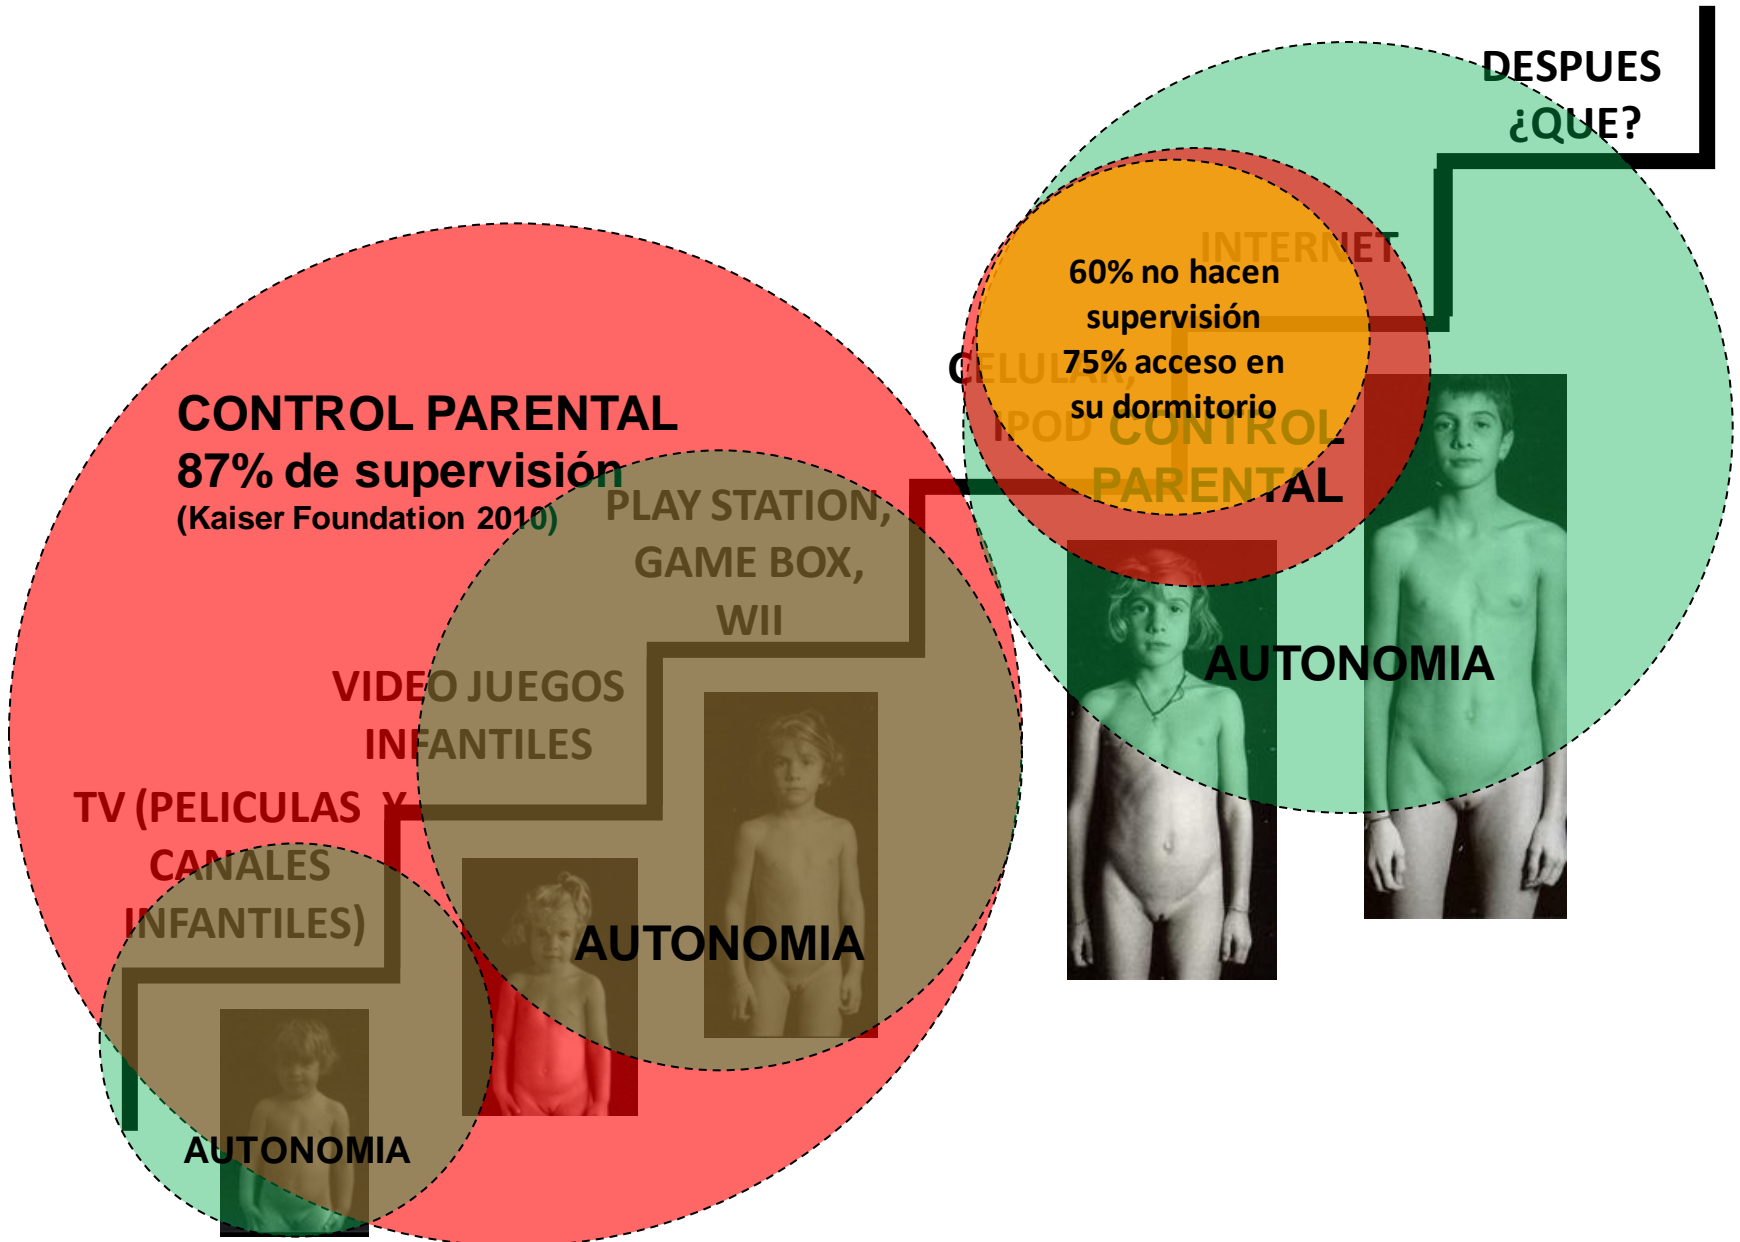 DESPUES
¿QUE?
INTERNET
60% no hacen
supervisión
75% acceso en
su dormitorio
CELULAR,
IPOD
CONTROL
PARENTAL
CONTROL PARENTAL
87% de supervisión
(Kaiser Foundation 2010)
PLAY STATION,
GAME BOX,
WII
AUTONOMIA
VIDEO JUEGOS
INFANTILES
TV (PELICULAS Y
CANALES
INFANTILES)
AUTONOMIA
AUTONOMIA